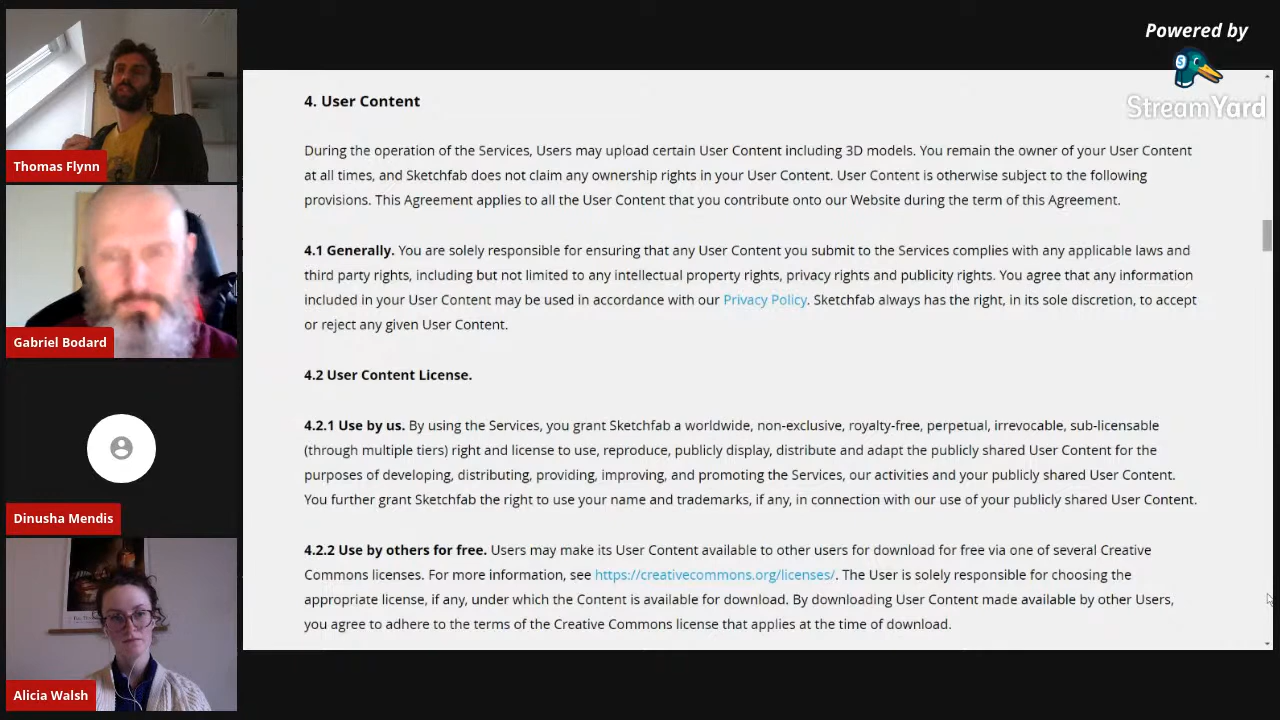 Powered by
StreamYard
Thomas Flynn
Gabriel Bodard
Dinusha Mendis
Alicia Walsh
4. User Content
During the operation of the Services, Users may upload certain User Content including 3D models. You remain the owner of your User Content
at all times, and Sketchfab does not claim any ownership rights in your User Content. User Content is otherwise subject to the following
provisions. This Agreement applies to all the User Content that you contribute onto our Website during the term of this Agreement.
4.1 Generally. You are solely responsible for ensuring that any User Content you submit to the Services complies with any applicable laws and
third party rights, including but not limited to any intellectual property rights, privacy rights and publicity rights. You agree that any information
included in your User Content may be used in accordance with our Privacy Policy. Sketchfab always has the right, in its sole discretion, to accept
or reject any given User Content.
4.2 User Content License.
4.2.1 Use by us. By using the Services, you grant Sketchfab a worldwide, non-exclusive, royalty-free, perpetual, irrevocable, sub-licensable
(through multiple tiers) right and license to use, reproduce, publicly display, distribute and adapt the publicly shared User Content for the
purposes of developing, distributing, providing, improving, and promoting the Services, our activities and your publicly shared User Content.
You further grant Sketchfab the right to use your name and trademarks, if any, in connection with our use of your publicly shared User Content.
4.2.2 Use by others for free. Users may make its User Content available to other users for download for free via one of several Creative
Commons licenses. For more information, see https://creativecommons.org/licenses/. The User is solely responsible for choosing the
appropriate license, if any, under which the Content is available for download. By downloading User Content made available by other Users,
you agree to adhere to the terms of the Creative Commons license that applies at the time of download.